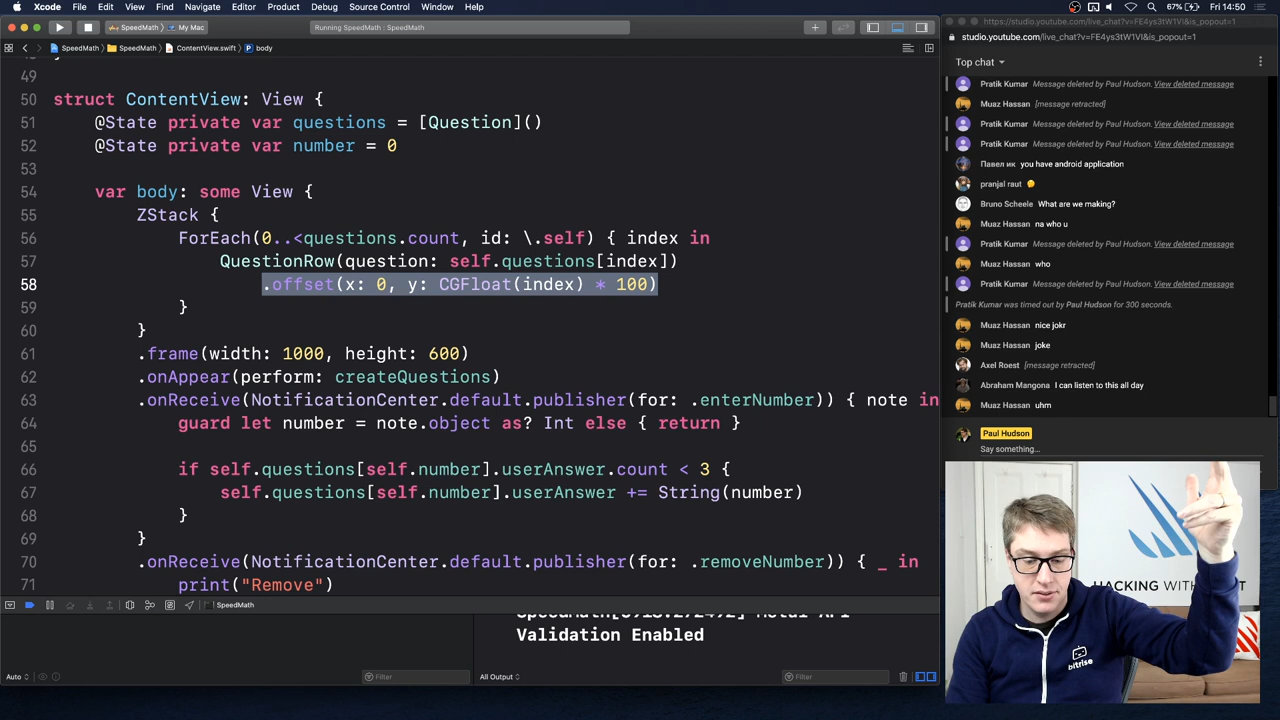 Xcode File Edit View Find Navigate Editor Product Debug Source Control Window Help 67% Fri 14:50
SpeedMath My Mac Running SpeedMath : SpeedMath
SpeedMath SpeedMath ContentView.swift body
49
50 struct ContentView: View {
51 @State private var questions = [Question]()
52 @State private var number = 0
53
54 var body: some View {
55 ZStack {
56 ForEach(0..<questions.count, id: \.self) { index in
57 QuestionRow(question: self.questions[index])
58 .offset(x: 0, y: CGFloat(index) * 100)
59 }
60 }
61 .frame(width: 1000, height: 600)
62 .onAppear(perform: createQuestions)
63 .onReceive(NotificationCenter.default.publisher(for: .enterNumber)) { note in
64 guard let number = note.object as? Int else { return }
65
66 if self.questions[self.number].userAnswer.count < 3 {
67 self.questions[self.number].userAnswer += String(number)
68 }
69 }
70 .onReceive(NotificationCenter.default.publisher(for: .removeNumber)) { _ in
71 print("Remove")
SpeedMath
Validation Enabled
Auto Filter All Output Filter
https://studio.youtube.com/live_chat?v=FE4ys3tW1VI&is_popout=1
studio.youtube.com/live_chat?v=FE4ys3tW1VI&is_popout=1
Top chat
Pratik Kumar Message deleted by Paul Hudson. View deleted message
Muaz Hassan [message retracted]
Pratik Kumar Message deleted by Paul Hudson. View deleted message
Pratik Kumar Message deleted by Paul Hudson. View deleted message
Павел ик you have android application
pranjal raut 🤔
Bruno Scheele What are we making?
Muaz Hassan na who u
Pratik Kumar Message deleted by Paul Hudson. View deleted message
Muaz Hassan who
Pratik Kumar Message deleted by Paul Hudson. View deleted message
Pratik Kumar was timed out by Paul Hudson for 300 seconds.
Muaz Hassan nice jokr
Muaz Hassan joke
Axel Roest [message retracted]
Abraham Mangona I can listen to this all day
Muaz Hassan uhm
Paul Hudson
Say something...
HACKING WITH
bitrise